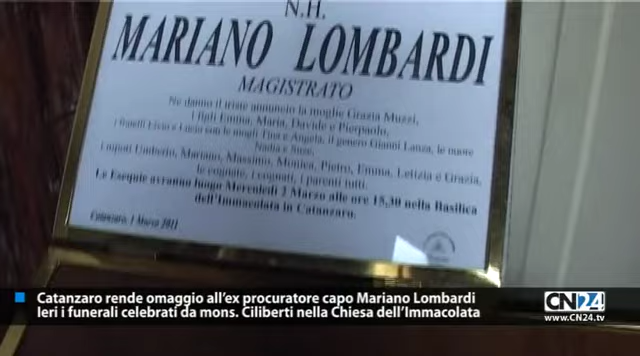 N.H.
MARIANO LOMBARDI
MAGISTRATO
Ne danno il triste annuncio la moglie Grazia Muzzi,
i figli Emma, Maria, Davide e Pierpaolo,
i fratelli Livio e Lucio con le mogli Tina e Angela, il genero Gianni Lanza, le nuore
Nadia e Susy,
i nipoti Umberto, Mariano, Massimo, Monica, Pietro, Emma, Letizia e Grazia,
le cognate, i cognati, i parenti tutti.
Le Esequie avranno luogo Mercoledì 2 Marzo alle ore 15,30 nella Basilica
dell'Immacolata in Catanzaro.
Catanzaro, 1 Marzo 2011
Catanzaro rende omaggio all'ex procuratore capo Mariano Lombardi
Ieri i funerali celebrati da mons. Ciliberti nella Chiesa dell'Immacolata
CN24
www.CN24.tv